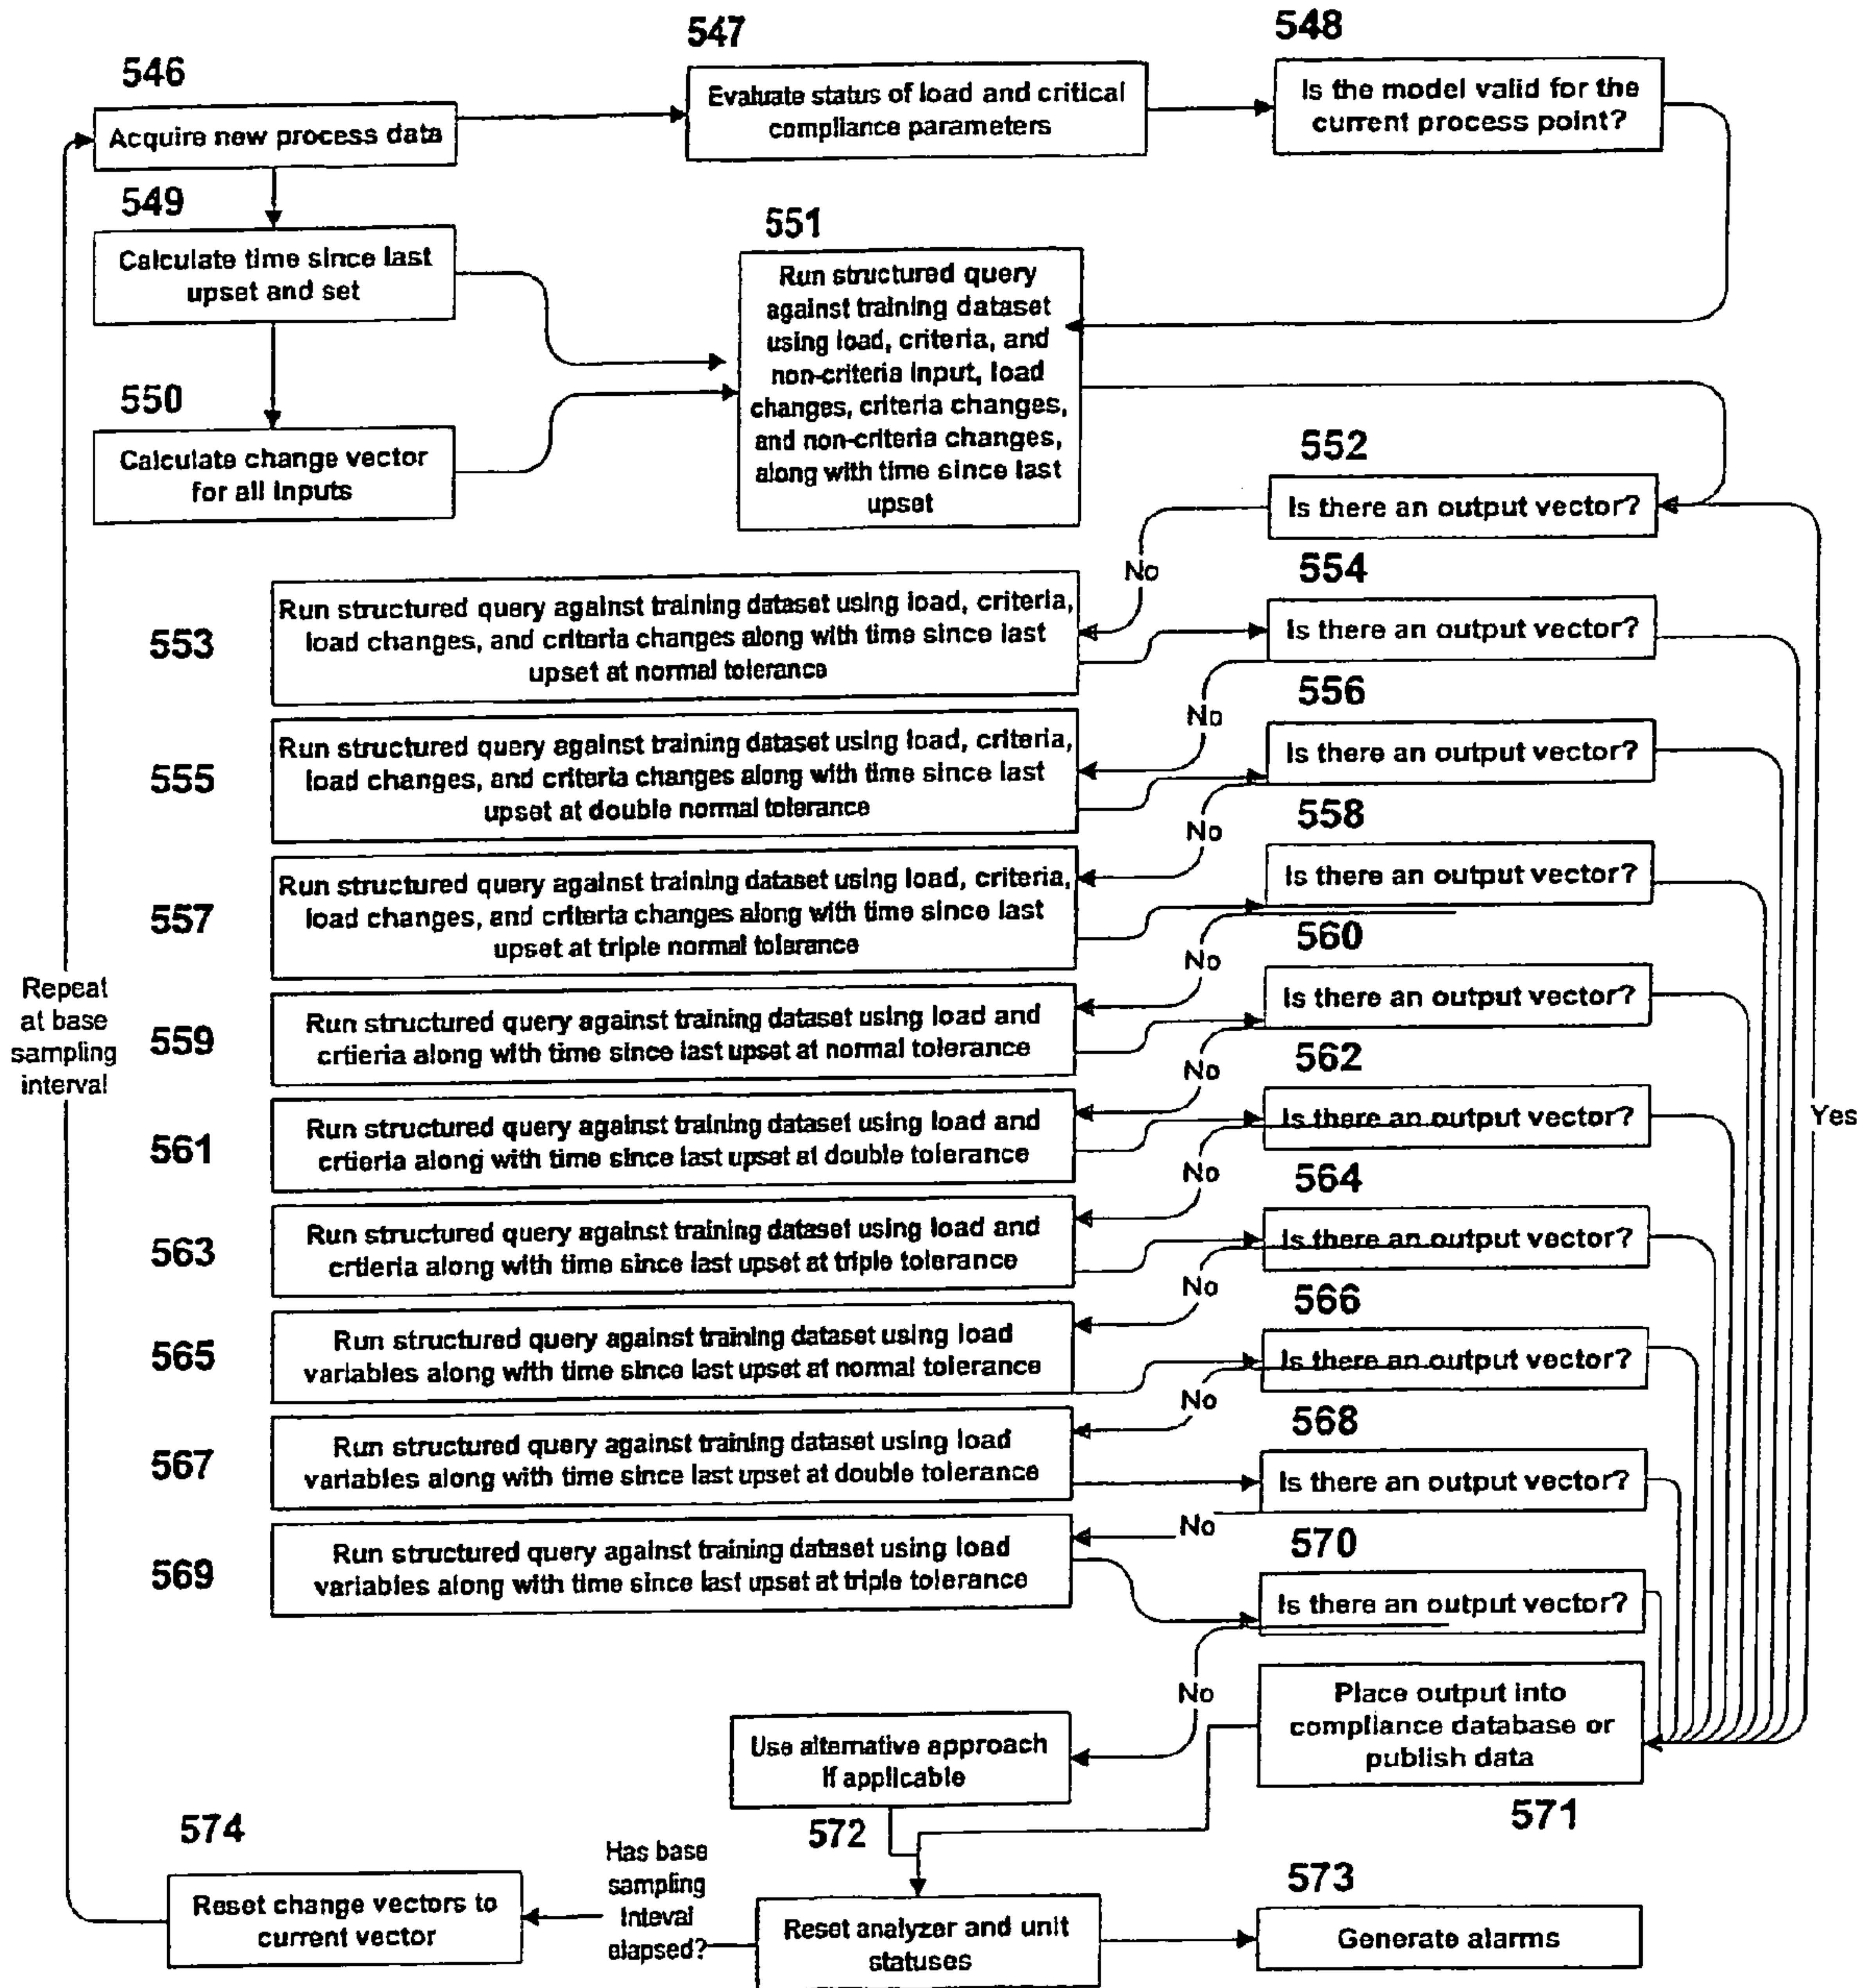 546
Acquire new process data
547
Evaluate status of load and critical
compliance parameters
548
Is the model valid for the
current process point?
549
Calculate time since last
upset and set
550
Calculate change vector
for all inputs
551
Run structured query
against training dataset
using load, criteria, and
non-criteria input, load
changes, criteria changes,
and non-criteria changes,
along with time since last
upset
552
Is there an output vector?
No
553
Run structured query against training dataset using load, criteria,
load changes, and criteria changes along with time since last
upset at normal tolerance
554
Is there an output vector?
No
555
Run structured query against training dataset using load, criteria,
load changes, and criteria changes along with time since last
upset at double normal tolerance
556
Is there an output vector?
No
557
Run structured query against training dataset using load, criteria,
load changes, and criteria changes along with time since last
upset at triple normal tolerance
558
Is there an output vector?
No
559
Run structured query against training dataset using load and
crtieria along with time since last upset at normal tolerance
560
Is there an output vector?
No
561
Run structured query against training dataset using load and
crtieria along with time since last upset at double tolerance
562
Is there an output vector?
No
563
Run structured query against training dataset using load and
crtieria along with time since last upset at triple tolerance
564
Is there an output vector?
No
565
Run structured query against training dataset using load
variables along with time since last upset at normal tolerance
566
Is there an output vector?
No
567
Run structured query against training dataset using load
variables along with time since last upset at double tolerance
568
Is there an output vector?
No
569
Run structured query against training dataset using load
variables along with time since last upset at triple tolerance
570
Is there an output vector?
No
Yes
Repeat
at base
sampling
interval
Place output into
compliance database or
publish data
571
Use alternative approach
if applicable
572
Reset analyzer and unit
statuses
573
Generate alarms
Has base
sampling
Inteval
elapsed?
574
Reset change vectors to
current vector